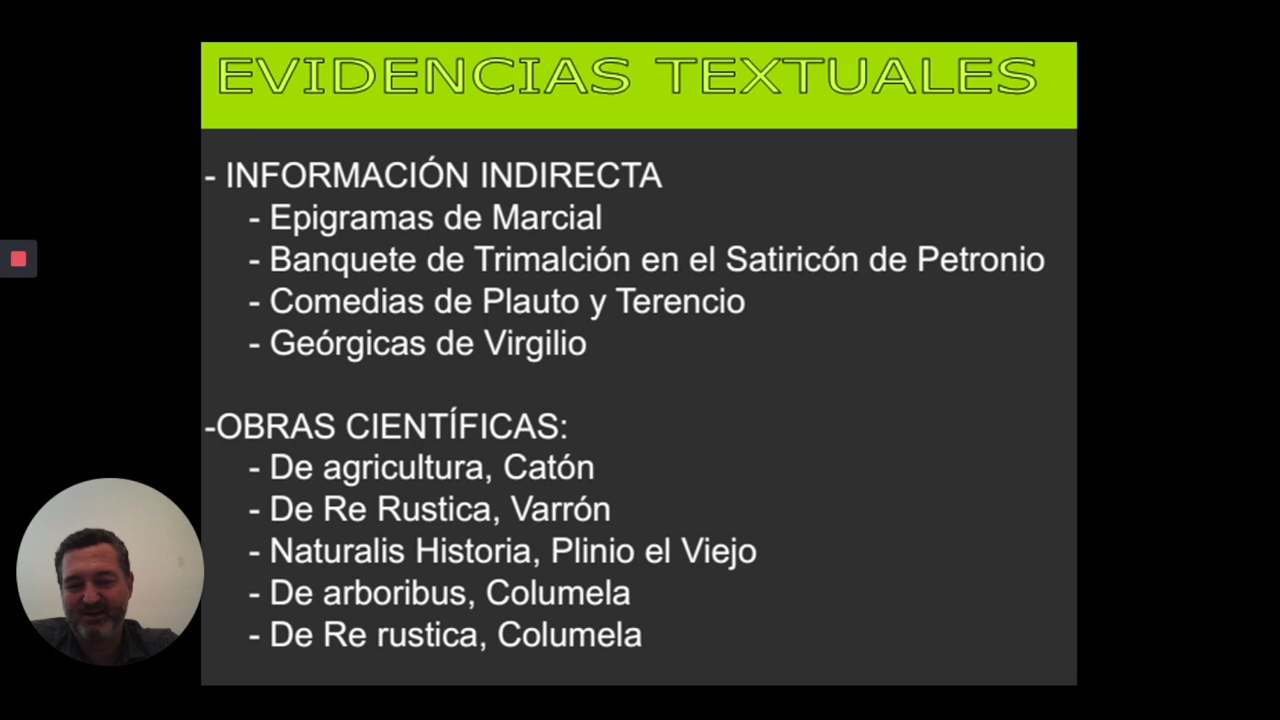 EVIDENCIAS TEXTUALES
- INFORMACIÓN INDIRECTA
- Epigramas de Marcial
- Banquete de Trimalción en el Satiricón de Petronio
- Comedias de Plauto y Terencio
- Geórgicas de Virgilio
-OBRAS CIENTÍFICAS:
- De agricultura, Catón
- De Re Rustica, Varrón
- Naturalis Historia, Plinio el Viejo
- De arboribus, Columela
- De Re rustica, Columela